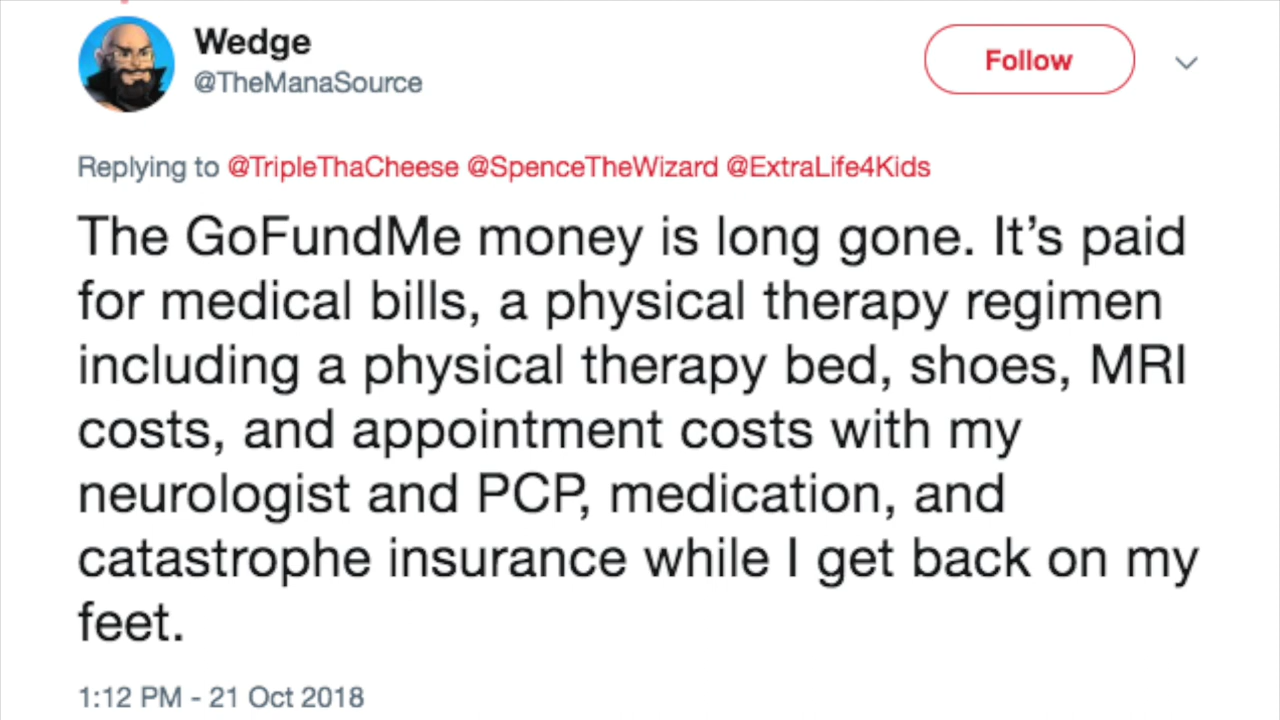 Wedge
@TheManaSource
Follow
Replying to @TripleThaCheese @SpenceTheWizard @ExtraLife4Kids
The GoFundMe money is long gone. It’s paid
for medical bills, a physical therapy regimen
including a physical therapy bed, shoes, MRI
costs, and appointment costs with my
neurologist and PCP, medication, and
catastrophe insurance while I get back on my
feet.
1:12 PM - 21 Oct 2018